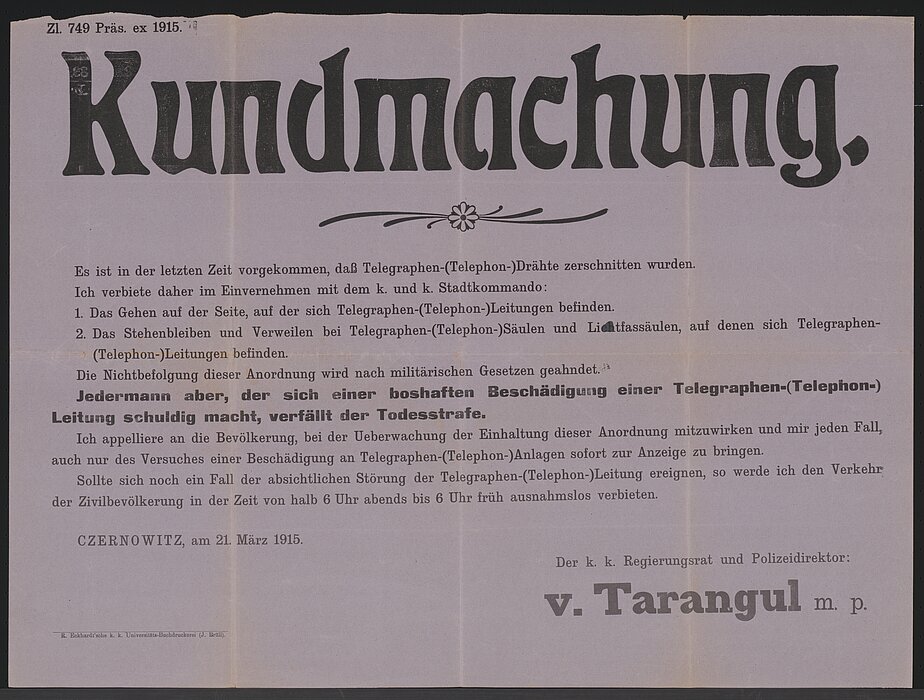 Zl. 749 Präs. ex 1915.
Kundmachung.
Es ist in der letzten Zeit vorgekommen, daß Telegraphen-(Telephon-)Drähte zerschnitten wurden.
Ich verbiete daher im Einvernehmen mit dem k. und k. Stadtkommando:
1. Das Gehen auf der Seite, auf der sich Telegraphen-(Telephon-)Leitungen befinden.
2. Das Stehenbleiben und Verweilen bei Telegraphen-(Telephon-)Säulen und Lichtfassäulen, auf denen sich Telegraphen-
(Telephon-)Leitungen befinden.
Die Nichtbefolgung dieser Anordnung wird nach militärischen Gesetzen geahndet.
Jedermann aber, der sich einer boshaften Beschädigung einer Telegraphen-(Telephon-)
Leitung schuldig macht, verfällt der Todesstrafe.
Ich appelliere an die Bevölkerung, bei der Ueberwachung der Einhaltung dieser Anordnung mitzuwirken und mir jeden Fall,
auch nur des Versuches einer Beschädigung an Telegraphen-(Telephon-)Anlagen sofort zur Anzeige zu bringen.
Sollte sich noch ein Fall der absichtlichen Störung der Telegraphen-(Telephon-)Leitung ereignen, so werde ich den Verkehr
der Zivilbevölkerung in der Zeit von halb 6 Uhr abends bis 6 Uhr früh ausnahmslos verbieten.
CZERNOWITZ, am 21. März 1915.
Der k. k. Regierungsrat und Polizeidirektor:
v. Tarangul m. p.
R. Eckhardt'sche k. k. Universitäts-Buchdruckerei (J. Brüll).